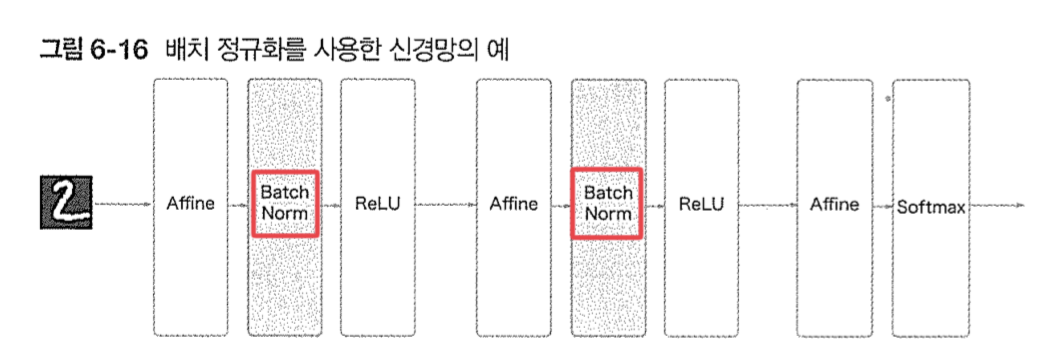 그림 6-16 배치 정규화를 사용한 신경망의 예
2
Affine
Batch
Norm
ReLU
Affine
Batch
Norm
ReLU
Affine
Softmax